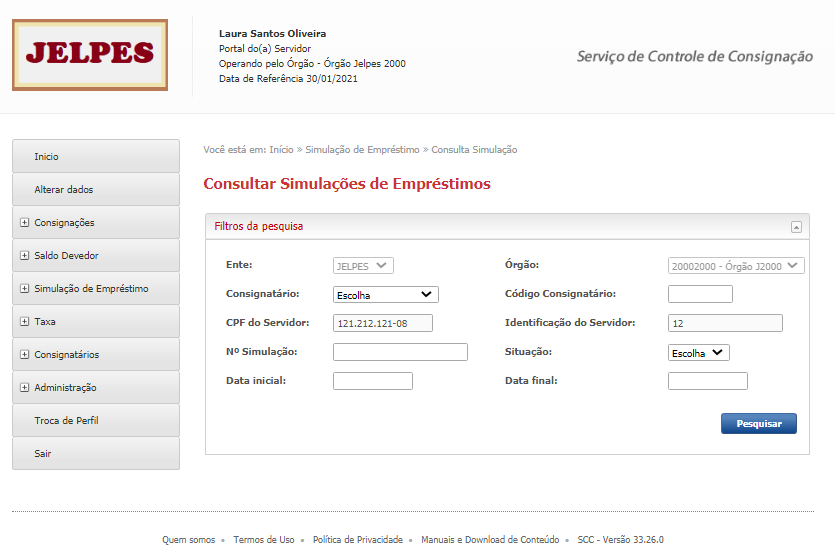 JELPES
Laura Santos Oliveira
Portal do(a) Servidor
Operando pelo Órgão - Órgão Jelpes 2000
Data de Referência 30/01/2021
Serviço de Controle de Consignação
Inicio
Alterar dados
Consignações
Saldo Devedor
Simulação de Empréstimo
Taxa
Consignatários
Administração
Troca de Perfil
Sair
Você está em: Início » Simulação de Empréstimo » Consulta Simulação
Consultar Simulações de Empréstimos
Filtros da pesquisa
Ente: JELPES Órgão: 20002000 - Órgão J2000
Consignatário: Escolha Código Consignatário:
CPF do Servidor: 121.212.121-08 Identificação do Servidor: 12
Nº Simulação: Situação: Escolha
Data inicial: Data final:
Pesquisar
Quem somos • Termos de Uso • Política de Privacidade • Manuais e Download de Conteúdo • SCC - Versão 33.26.0